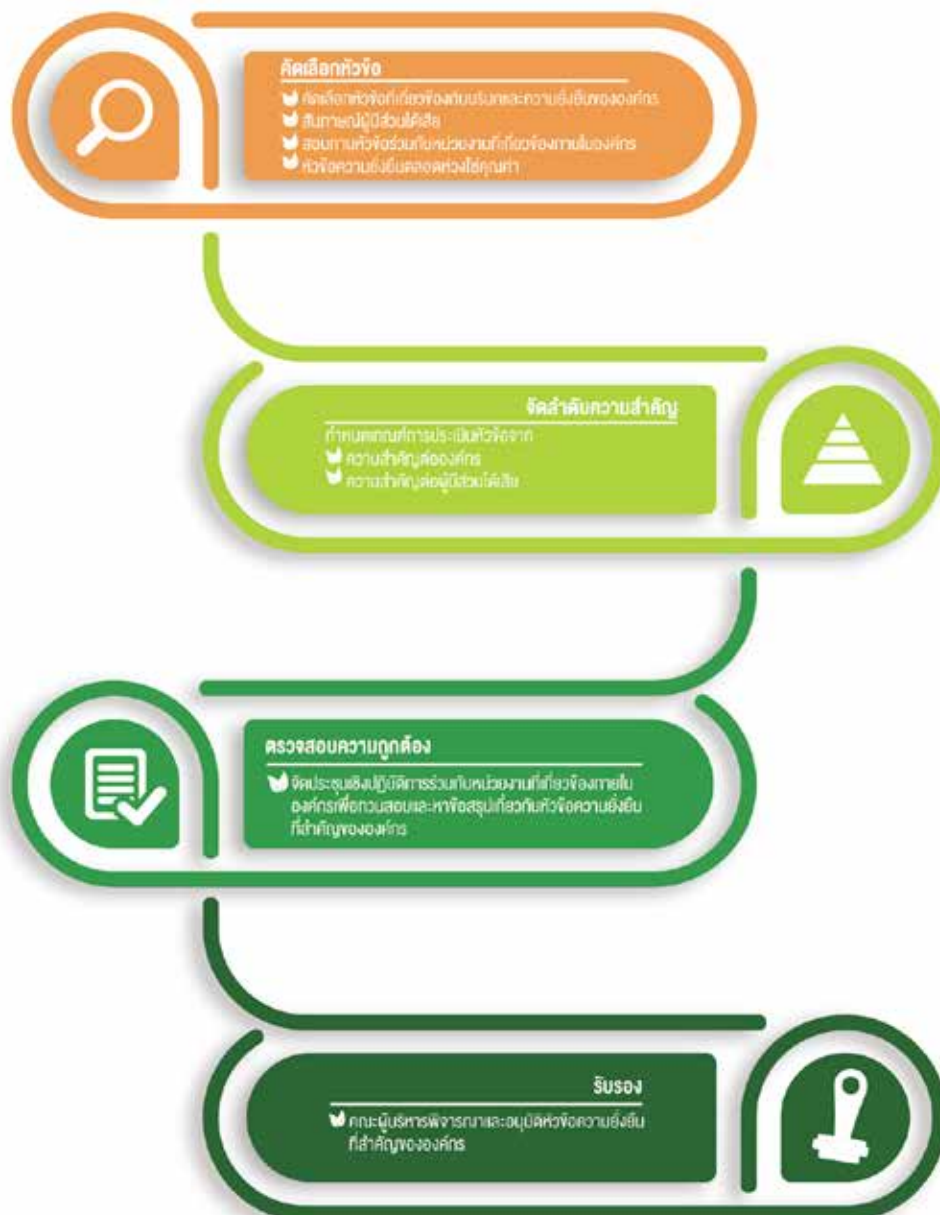 คัดเลือกหัวข้อ
คัดเลือกหัวข้อที่เกี่ยวข้องกับบริบทและความยั่งยืนขององค์กร
สัมภาษณ์ผู้มีส่วนได้เสีย
สอบถามหัวข้อร่วมกับหน่วยงานที่เกี่ยวข้องภายในองค์กร
หัวข้อความยั่งยืนตลอดห่วงโซ่คุณค่า
จัดลำดับความสำคัญ
กำหนดเกณฑ์การประเมินหัวข้อจาก
ความสำคัญต่อองค์กร
ความสำคัญต่อผู้มีส่วนได้เสีย
ตรวจสอบความถูกต้อง
จัดประชุมเชิงปฏิบัติการร่วมกับหน่วยงานที่เกี่ยวข้องภายใน
องค์กรเพื่อทวนสอบและหาข้อสรุปเกี่ยวกับหัวข้อความยั่งยืน
ที่สำคัญขององค์กร
รับรอง
คณะผู้บริหารพิจารณาและอนุมัติหัวข้อความยั่งยืน
ที่สำคัญขององค์กร